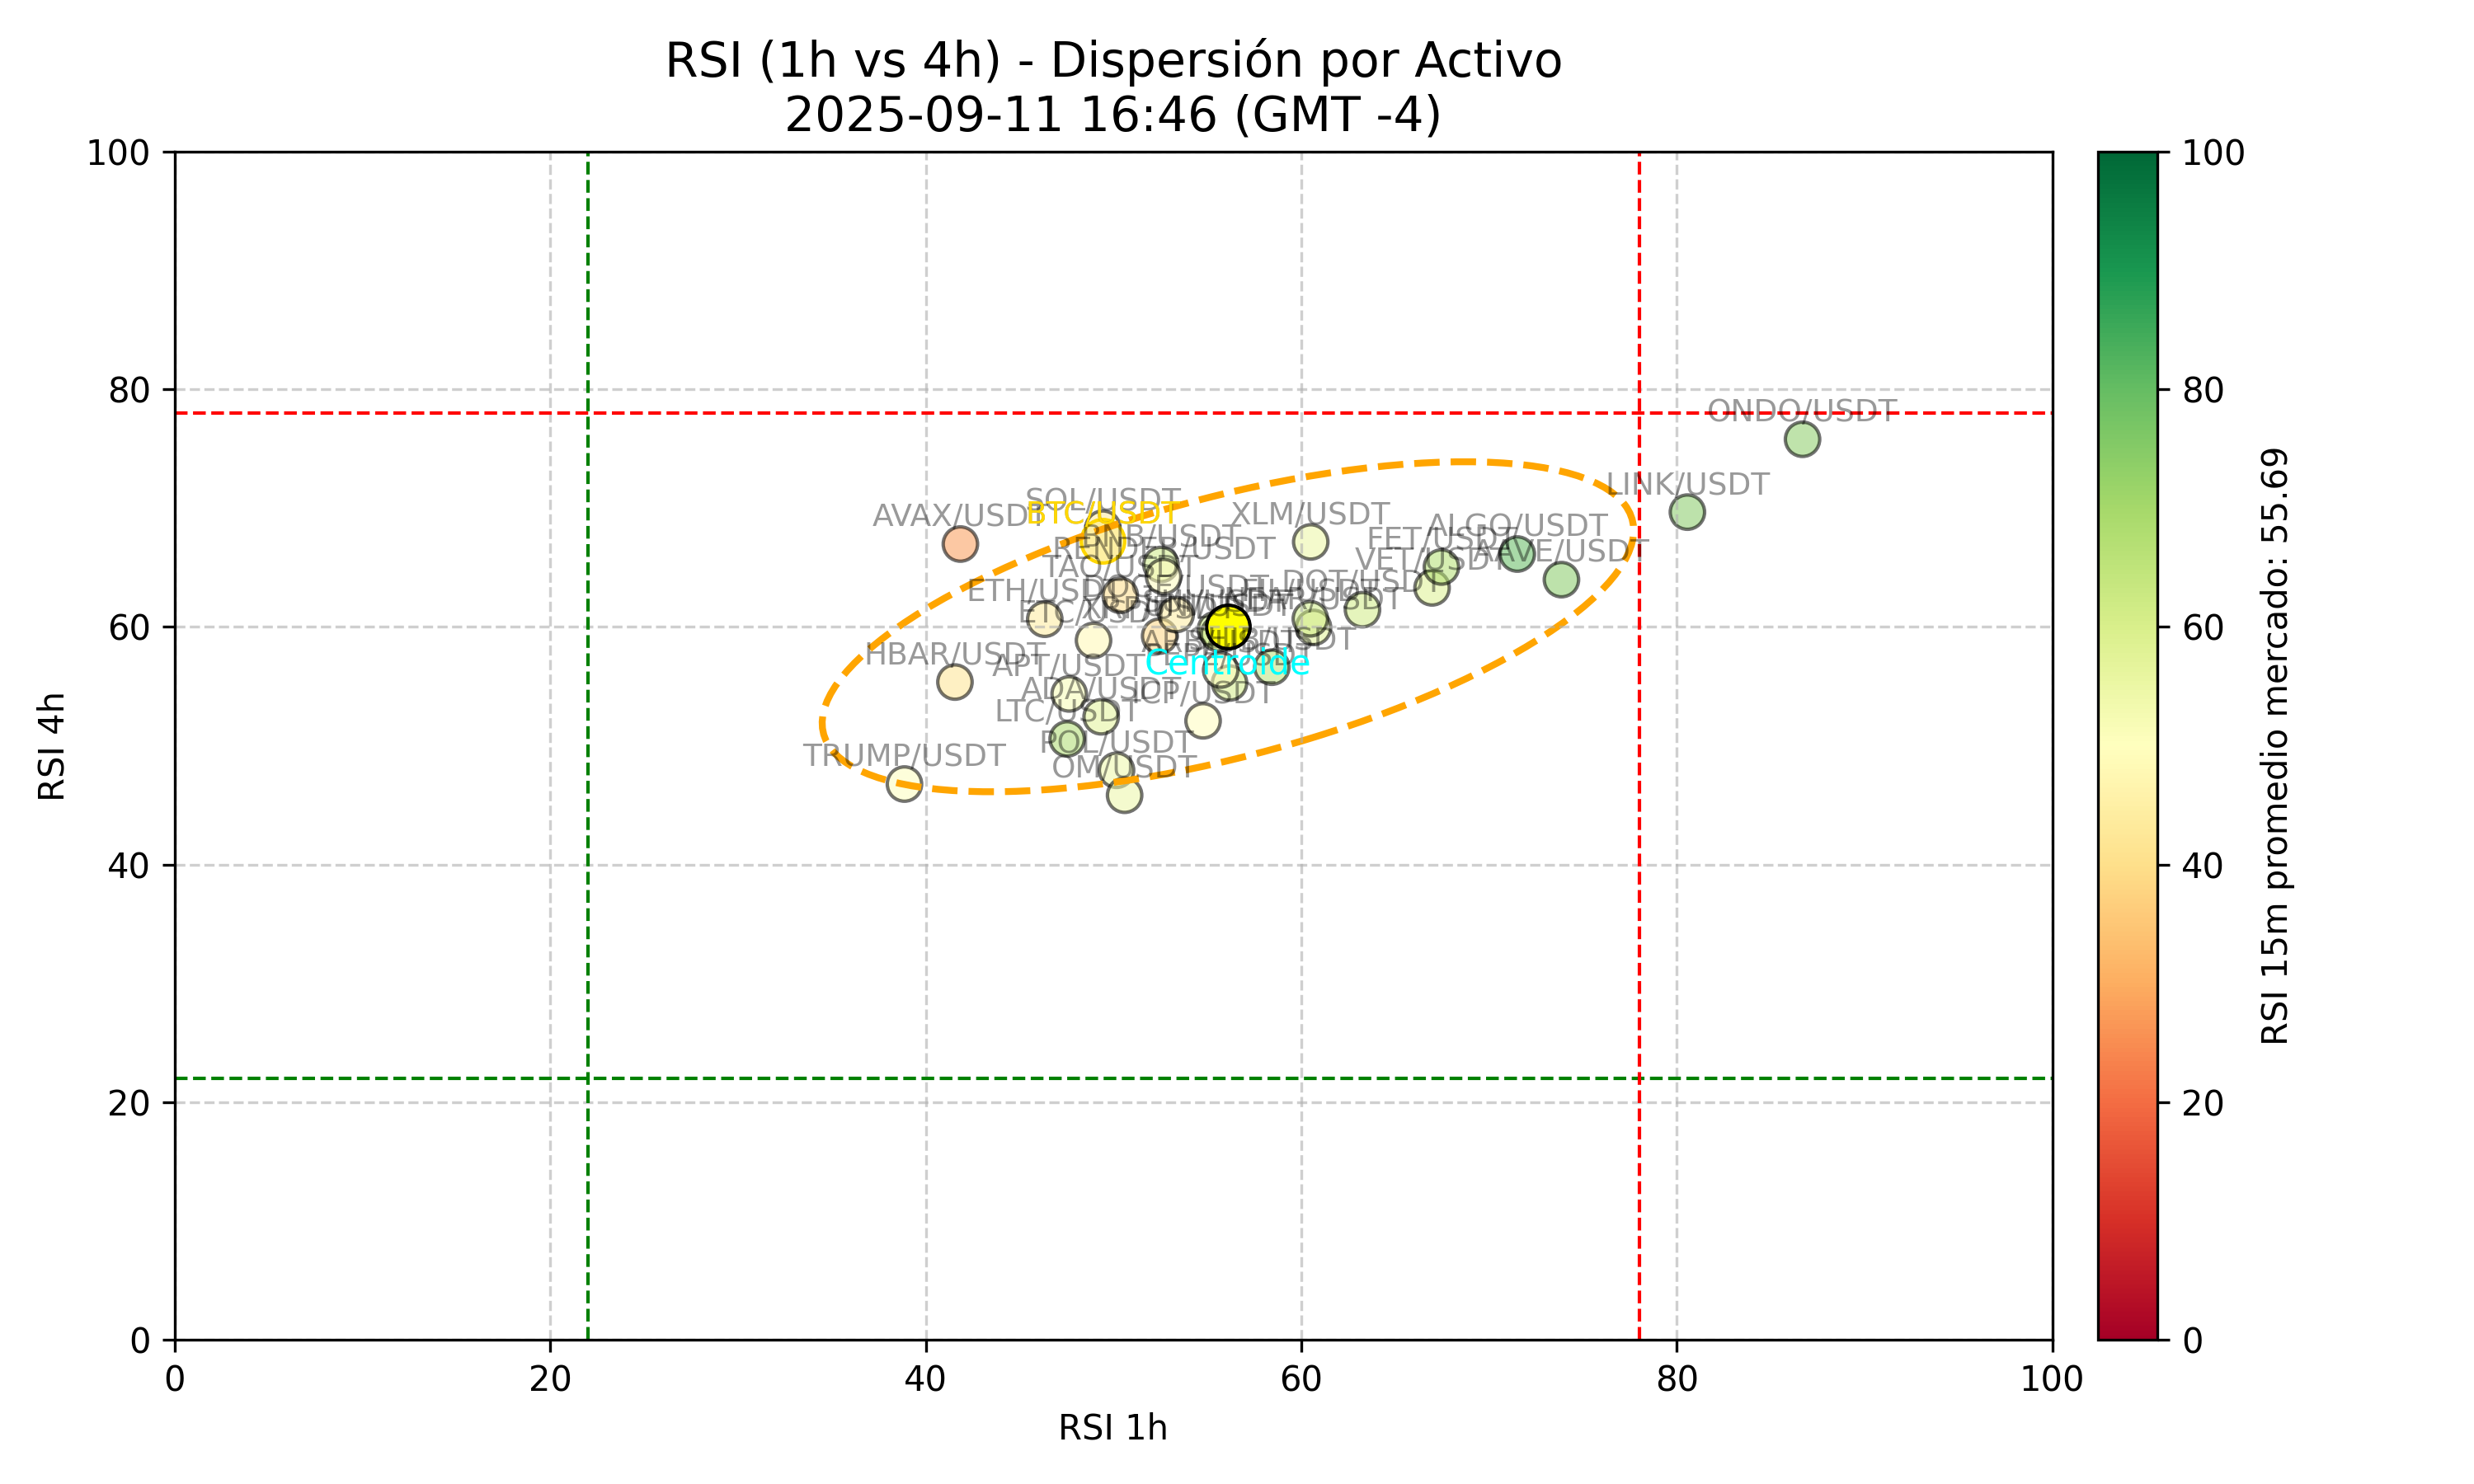 RSI (1h vs 4h) - Dispersión por Activo
2025-09-11 16:46 (GMT -4)
100
80
60
40
20
0
0
20
40
60
80
100
RSI 1h
RSI 4h
ONDO/USDT
LINK/USDT
SOL/USDT
BTC/USDT
AVAX/USDT
XLM/USDT
ALGO/USDT
BNB/USDT
FET/USDT
RENDER/USDT
AAVE/USDT
VET/USDT
TAO/USDT
DOT/USDT
ETH/USDT
ETC/USDT
HBAR/USDT
Centroide
APT/USDT
ADA/USDT
ICP/USDT
LTC/USDT
POL/USDT
TRUMP/USDT
OM/USDT
100
80
60
40
20
0
RSI 15m promedio mercado: 55.69